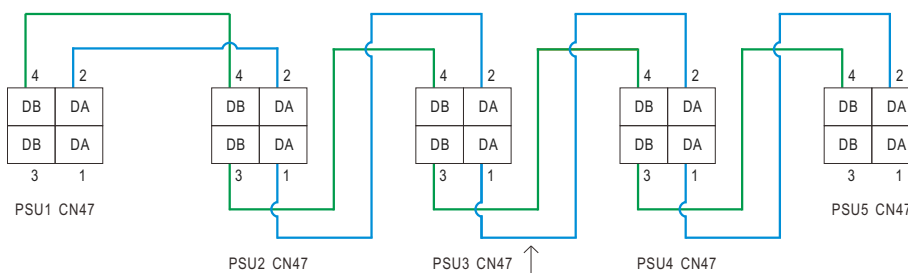 4 2 4 2 4 2 4 2 4 2
DB DA DB DA DB DA DB DA DB DA
DB DA DB DA DB DA DB DA DB DA
3 1 3 1 3 1 3 1 3 1
PSU1 CN47 PSU5 CN47
PSU2 CN47 PSU3 CN47 PSU4 CN47